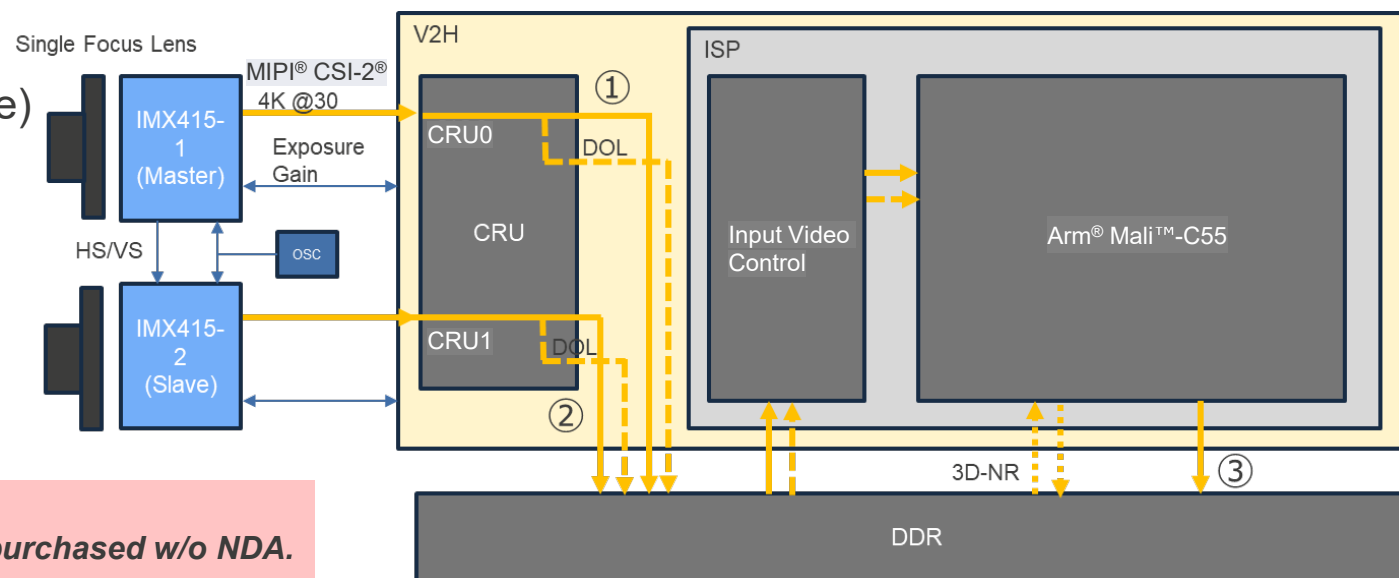 V2H
Single Focus Lens
ISP
MIPI® CSI-2®
4K @30
①
e)
IMX415-
1
(Master)
CRU0
DOL
Exposure
Gain
CRU
Input Video
Control
Arm® Mali™-C55
HS/VS
OSC
IMX415-
2
(Slave)
CRU1
DOL
②
3D-NR
③
DDR
purchased w/o NDA.